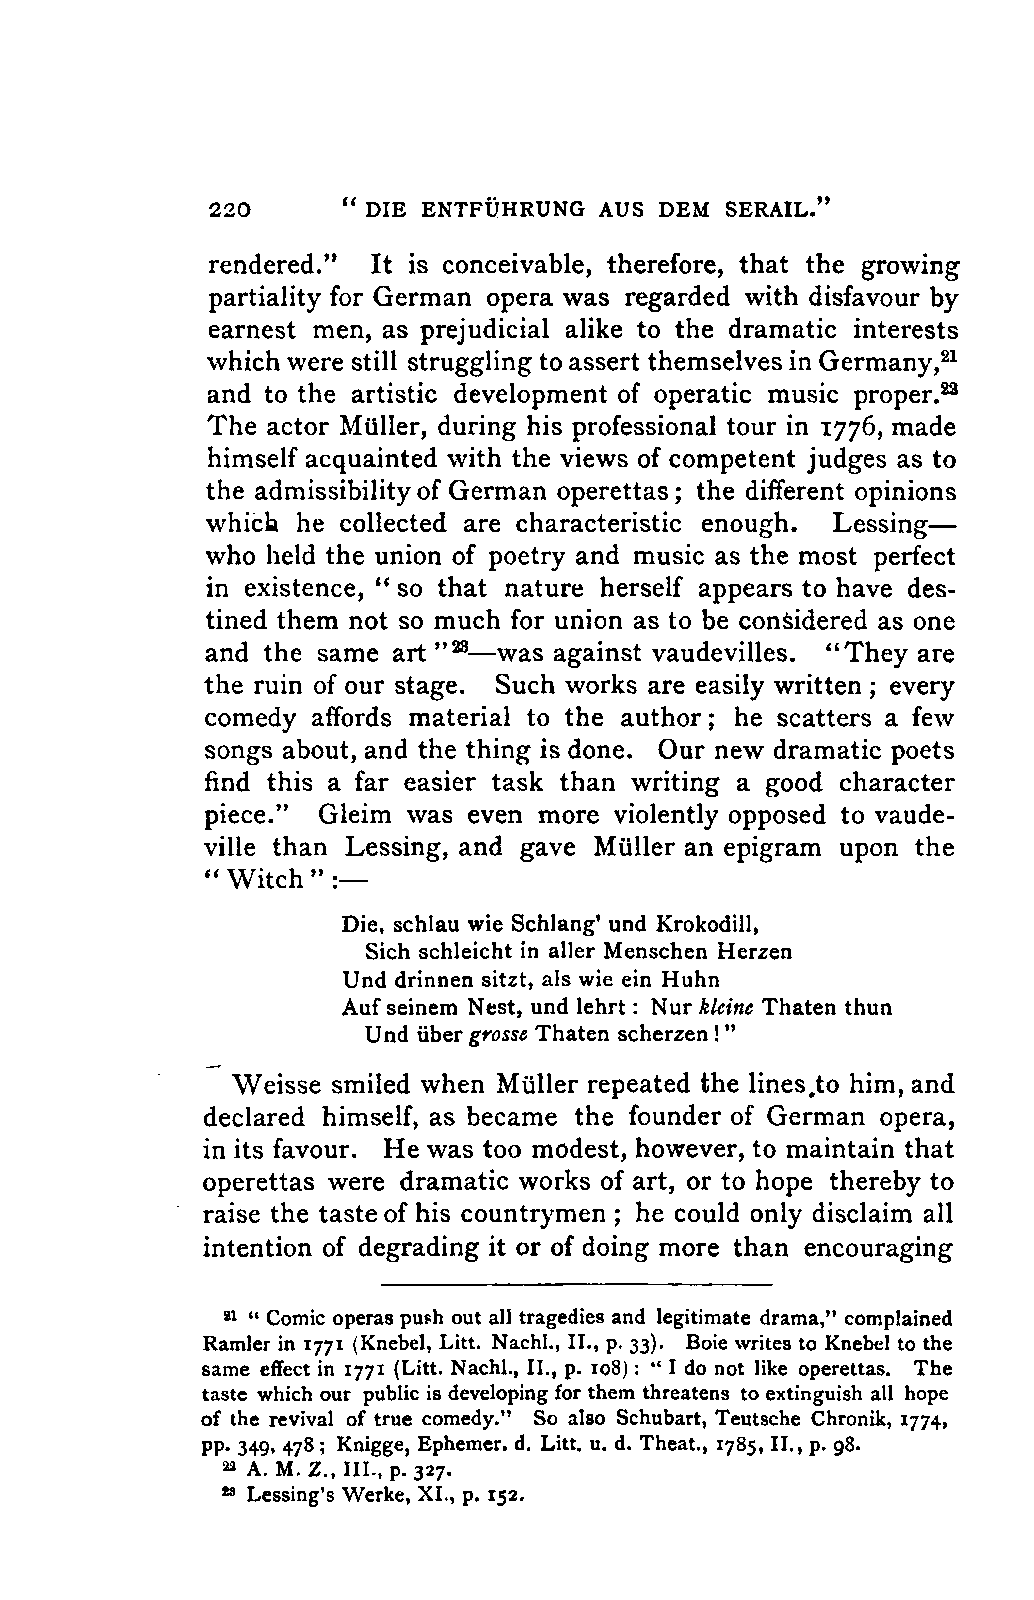 220 “ DIE ENTFÜHRUNG AUS DEM SERAIL.”
rendered.” It is conceivable, therefore, that the growing
partiality for German opera was regarded with disfavour by
earnest men, as prejudicial alike to the dramatic interests
which were still struggling to assert themselves in Germany,²¹
and to the artistic development of operatic music proper.²²
The actor Müller, during his professional tour in 1776, made
himself acquainted with the views of competent judges as to
the admissibility of German operettas ; the different opinions
which he collected are characteristic enough. Lessing—
who held the union of poetry and music as the most perfect
in existence, “ so that nature herself appears to have des-
tined them not so much for union as to be considered as one
and the same art ”²³—was against vaudevilles. “They are
the ruin of our stage. Such works are easily written ; every
comedy affords material to the author ; he scatters a few
songs about, and the thing is done. Our new dramatic poets
find this a far easier task than writing a good character
piece.” Gleim was even more violently opposed to vaude-
ville than Lessing, and gave Müller an epigram upon the
“ Witch ” :—
Die, schlau wie Schlang' und Krokodill,
Sich schleicht in aller Menschen Herzen
Und drinnen sitzt, als wie ein Huhn
Auf seinem Nest, und lehrt : Nur kleine Thaten thun
Und über grosse Thaten scherzen ! ”
Weisse smiled when Müller repeated the lines to him, and
declared himself, as became the founder of German opera,
in its favour. He was too modest, however, to maintain that
operettas were dramatic works of art, or to hope thereby to
raise the taste of his countrymen ; he could only disclaim all
intention of degrading it or of doing more than encouraging
²¹ “ Comic operas push out all tragedies and legitimate drama,” complained
Ramler in 1771 (Knebel, Litt. Nachl., II., p. 33). Boie writes to Knebel to the
same effect in 1771 (Litt. Nachl., II., p. 108) : “ I do not like operettas. The
taste which our public is developing for them threatens to extinguish all hope
of the revival of true comedy.” So also Schubart, Teutsche Chronik, 1774,
pp. 349, 478 ; Knigge, Ephemer. d. Litt. u. d. Theat., 1785, II., p. 98.
²² A. M. Z., III., p. 327.
²³ Lessing's Werke, XI., p. 152.